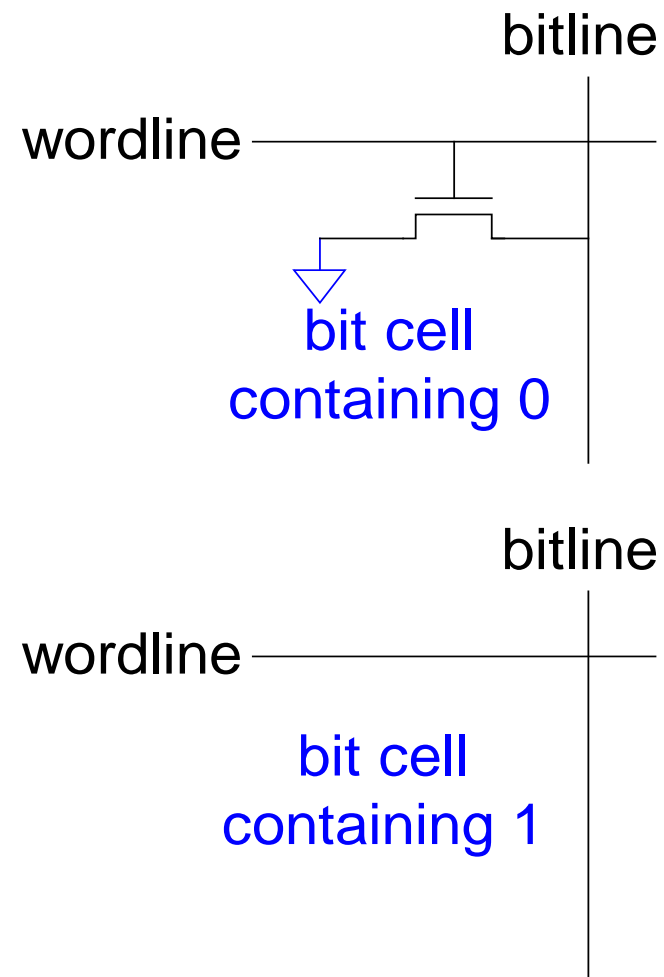 bitline
wordline
bit cell
containing 0
bitline
wordline
bit cell
containing 1